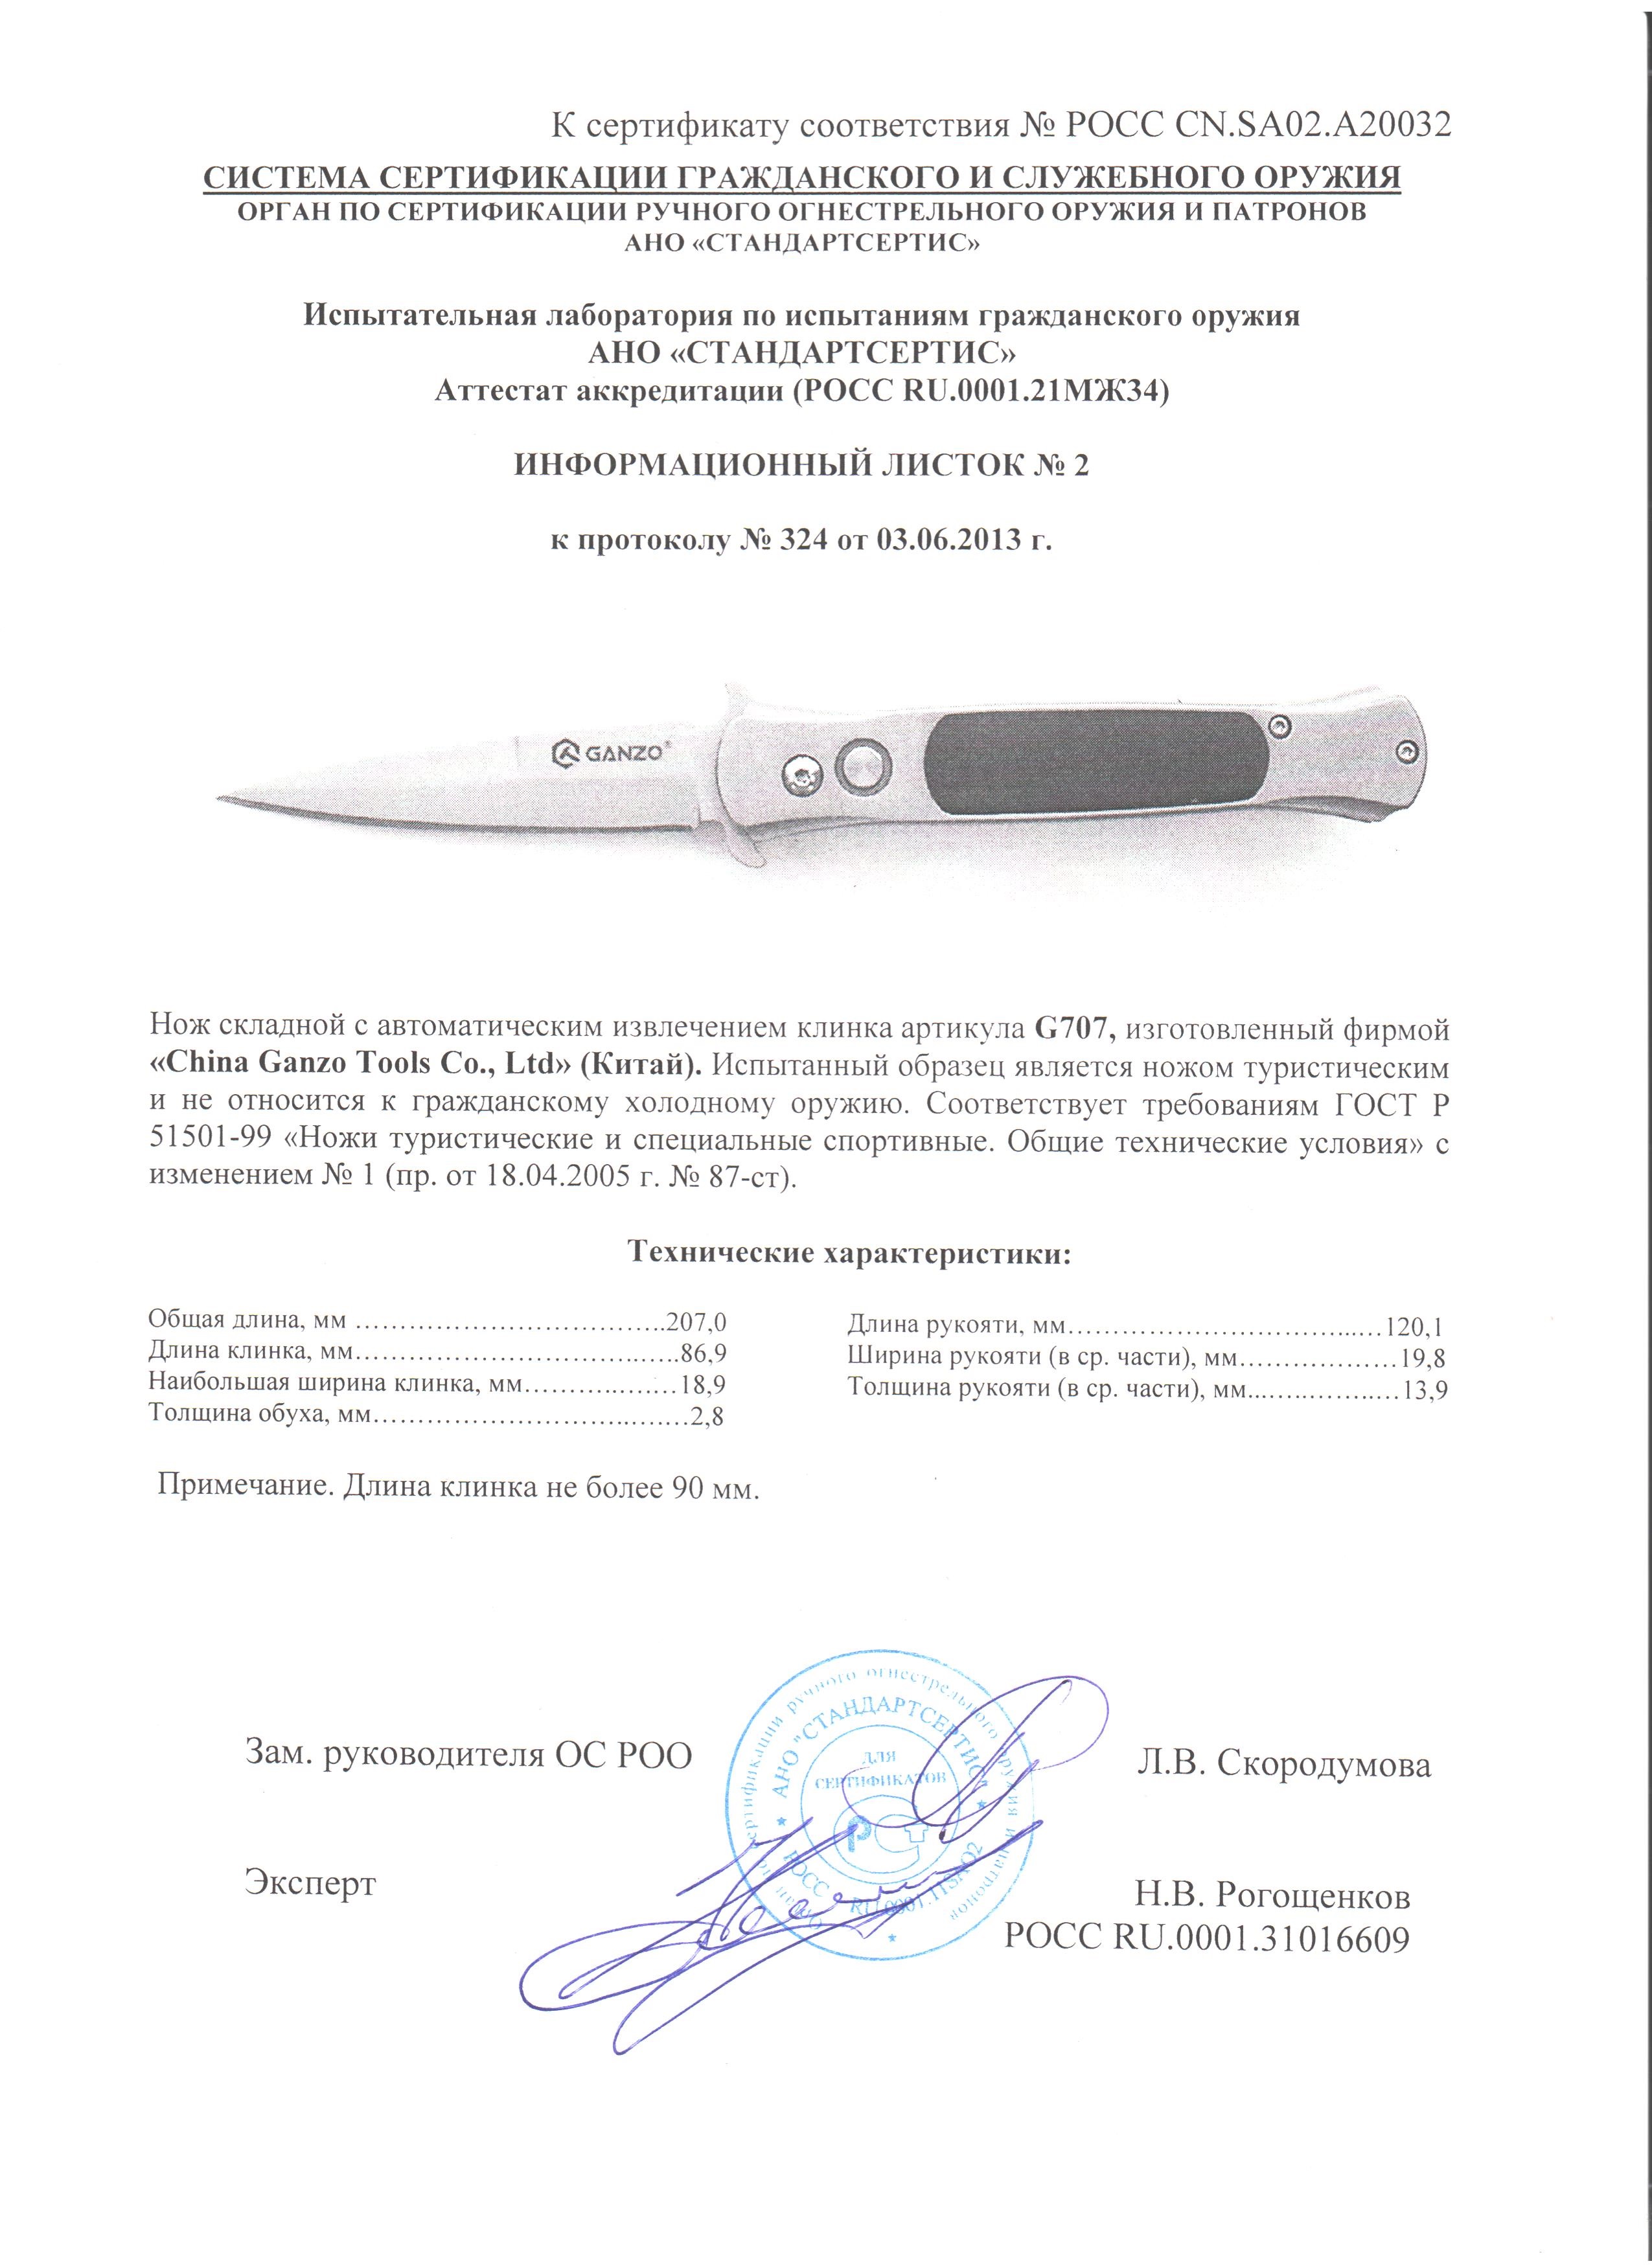 К сертификату соответствия № РОСС CN.SA02.A20032
СИСТЕМА СЕРТИФИКАЦИИ ГРАЖДАНСКОГО И СЛУЖЕБНОГО ОРУЖИЯ
ОРГАН ПО СЕРТИФИКАЦИИ РУЧНОГО ОГНЕСТРЕЛЬНОГО ОРУЖИЯ И ПАТРОНОВ
АНО «СТАНДАРТСЕРТИС»
Испытательная лаборатория по испытаниям гражданского оружия
АНО «СТАНДАРТСЕРТИС»
Аттестат аккредитации (РОСС RU.0001.21МЖ34)
ИНФОРМАЦИОННЫЙ ЛИСТОК № 2
к протоколу № 324 от 03.06.2013 г.
GANZO®
Нож складной с автоматическим извлечением клинка артикула G707, изготовленный фирмой
«China Ganzo Tools Co., Ltd» (Китай). Испытанный образец является ножом туристическим
и не относится к гражданскому холодному оружию. Соответствует требованиям ГОСТ Р
51501-99 «Ножи туристические и специальные спортивные. Общие технические условия» с
изменением № 1 (пр. от 18.04.2005 г. № 87-ст).
Технические характеристики:
Общая длина, мм ……………………………..207,0
Длина клинка, мм………………………….…..86,9
Наибольшая ширина клинка, мм……….…….18,9
Толщина обуха, мм……………………….……2,8
Длина рукояти, мм…………………………..…120,1
Ширина рукояти (в ср. части), мм………………19,8
Толщина рукояти (в ср. части), мм..…….…..…13,9
Примечание. Длина клинка не более 90 мм.
Зам. руководителя ОС РОО
Л.В. Скородумова
Эксперт
Н.В. Рогощенков
РОСС RU.0001.31016609
сертификации ручного огнестрельного оружия и патронов
АНО "СТАНДАРТСЕРТИС"
ДЛЯ
СЕРТИФИКАТОВ
РСТ
РОСС RU.0001.11SA02